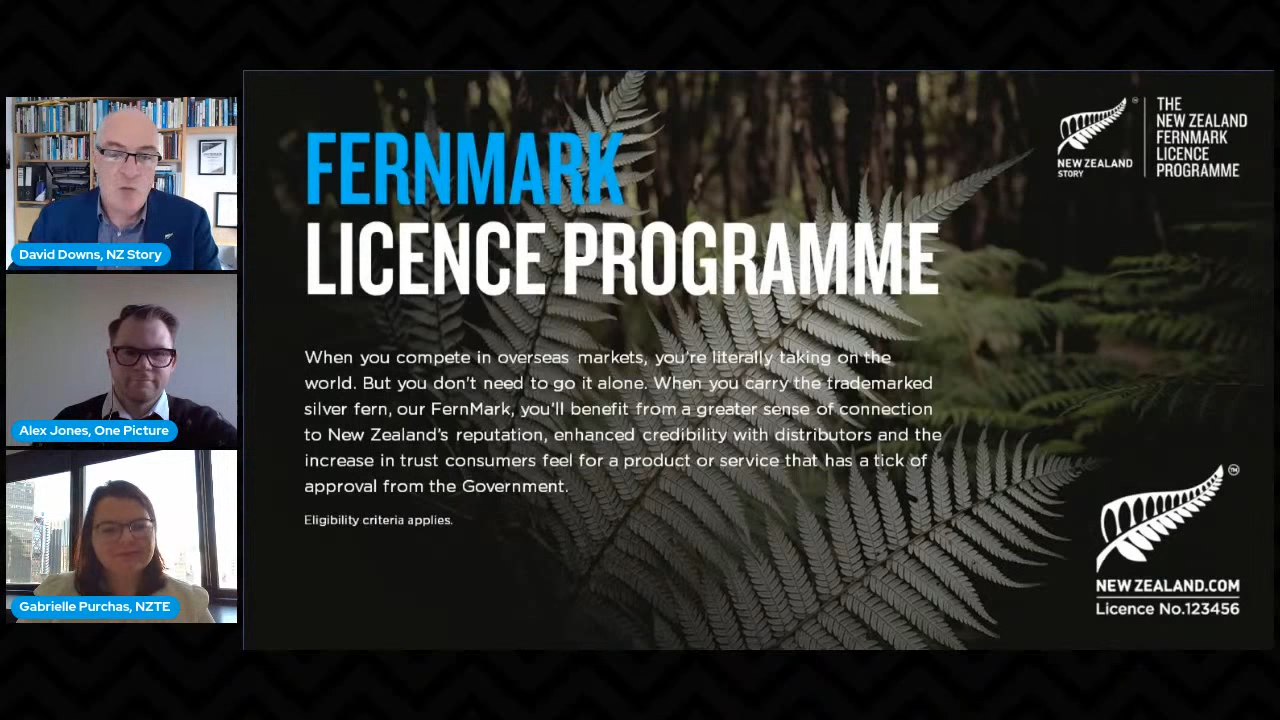 David Downs, NZ Story
Alex Jones, One Picture
Gabrielle Purchas, NZTE
FERNMARK
LICENCE PROGRAMME
When you compete in overseas markets, you're literally taking on the
world. But you don't need to go it alone. When you carry the trademarked
silver fern, our FernMark, you'll benefit from a greater sense of connection
to New Zealand's reputation, enhanced credibility with distributors and the
increase in trust consumers feel for a product or service that has a tick of
approval from the Government.
Eligibility criteria applies.
NEW ZEALAND
STORY
THE
NEW ZEALAND
FERNMARK
LICENCE
PROGRAMME
TM
NEW ZEALAND.COM
Licence No.123456